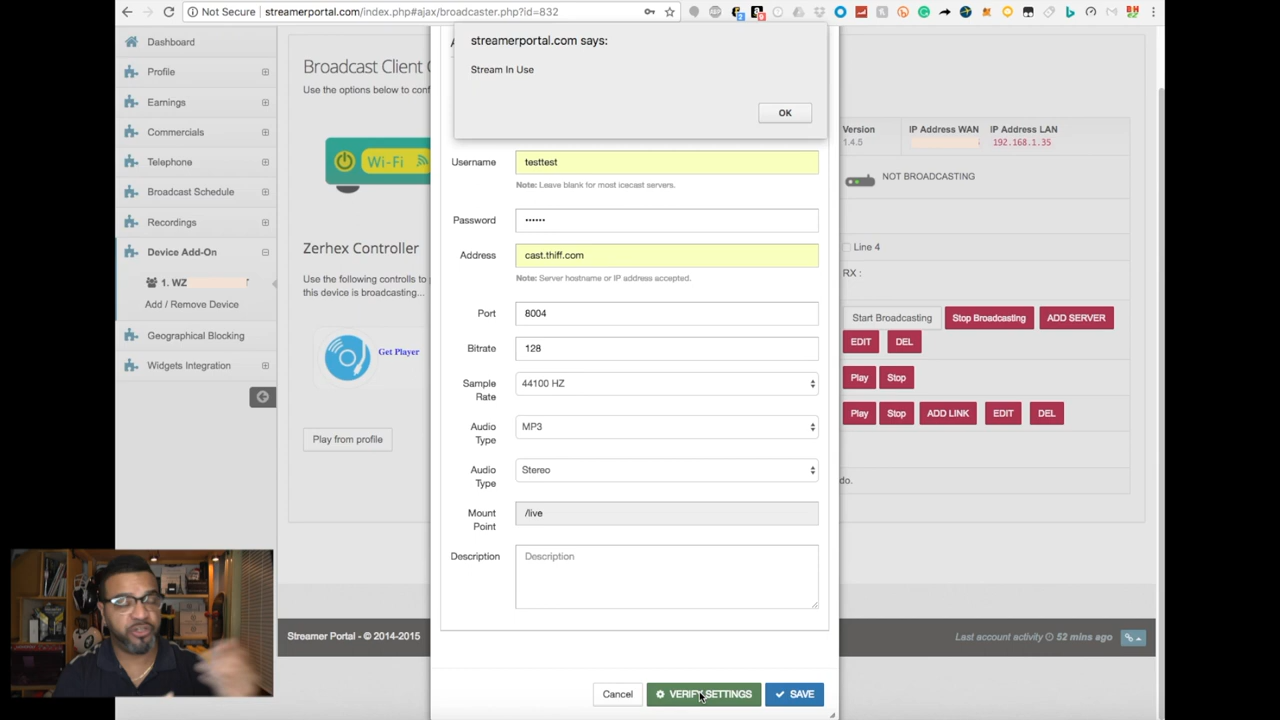 Not Secure
streamerportal.com/index.php#ajax/broadcaster.php?id=832
streamerportal.com says:
Stream In Use
OK
Dashboard
Profile
Earnings
Commercials
Telephone
Broadcast Schedule
Recordings
Device Add-On
1. WZ
Add / Remove Device
Geographical Blocking
Widgets Integration
Broadcast Client
Use the options below to conf
Wi-Fi
Zerhex Controller
Use the following controlls to
this device is broadcasting...
Get Player
Play from profile
Username
testtest
Note: Leave blank for most icecast servers.
Password
••••••
Address
cast.thiff.com
Note: Server hostname or IP address accepted.
Port
8004
Bitrate
128
Sample
Rate
44100 HZ
Audio
Type
MP3
Audio
Type
Stereo
Mount
Point
/live
Description
Description
Cancel
VERIFY SETTINGS
SAVE
Version
IP Address WAN
IP Address LAN
1.4.5
192.168.1.35
NOT BROADCASTING
Line 4
RX :
Start Broadcasting
Stop Broadcasting
ADD SERVER
EDIT
DEL
Play
Stop
Play
Stop
ADD LINK
EDIT
DEL
do.
Streamer Portal - © 2014-2015
Last account activity 52 mins ago